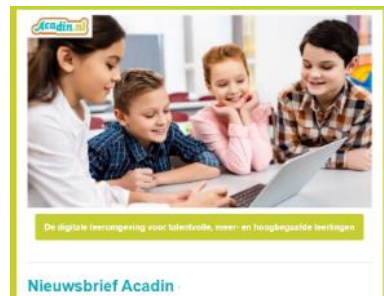 Acadin.nl
De digitale leeromgeving voor talentvolle, meer- en hoogbegaafde leerlingen
Nieuwsbrief Acadin